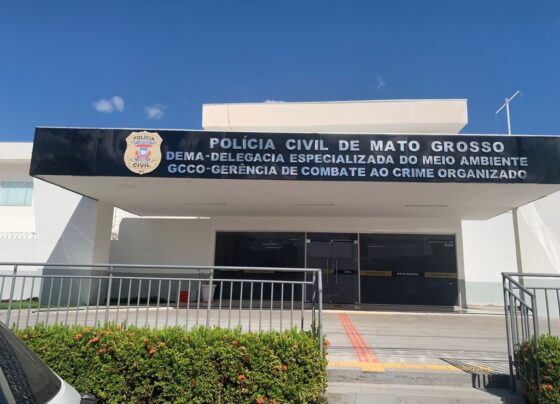 POLÍCIA CIVIL DE MATO GROSSO
DEMA-DELEGACIA ESPECIALIZADA DO MEIO AMBIENTE
GCCO-GERÊNCIA DE COMBATE AO CRIME ORGANIZADO
POLÍCIA
CIVIL
MT